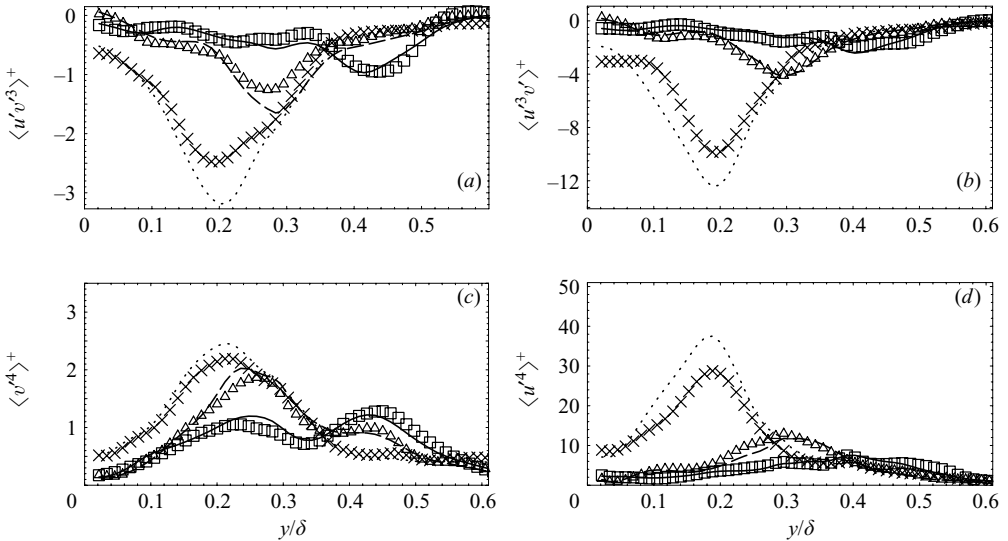 0
−1
−2
−3
⟨u′v′³⟩⁺
(a)
0 0.1 0.2 0.3 0.4 0.5
0
−4
−8
−12
⟨u′³v′⟩⁺
(b)
0 0.1 0.2 0.3 0.4 0.5 0.6
3
2
1
⟨v′⁴⟩⁺
(c)
0 0.1 0.2 0.3 0.4 0.5 0.6
y/δ
50
40
30
20
10
⟨u′⁴⟩⁺
(d)
0 0.1 0.2 0.3 0.4 0.5 0.6
y/δ